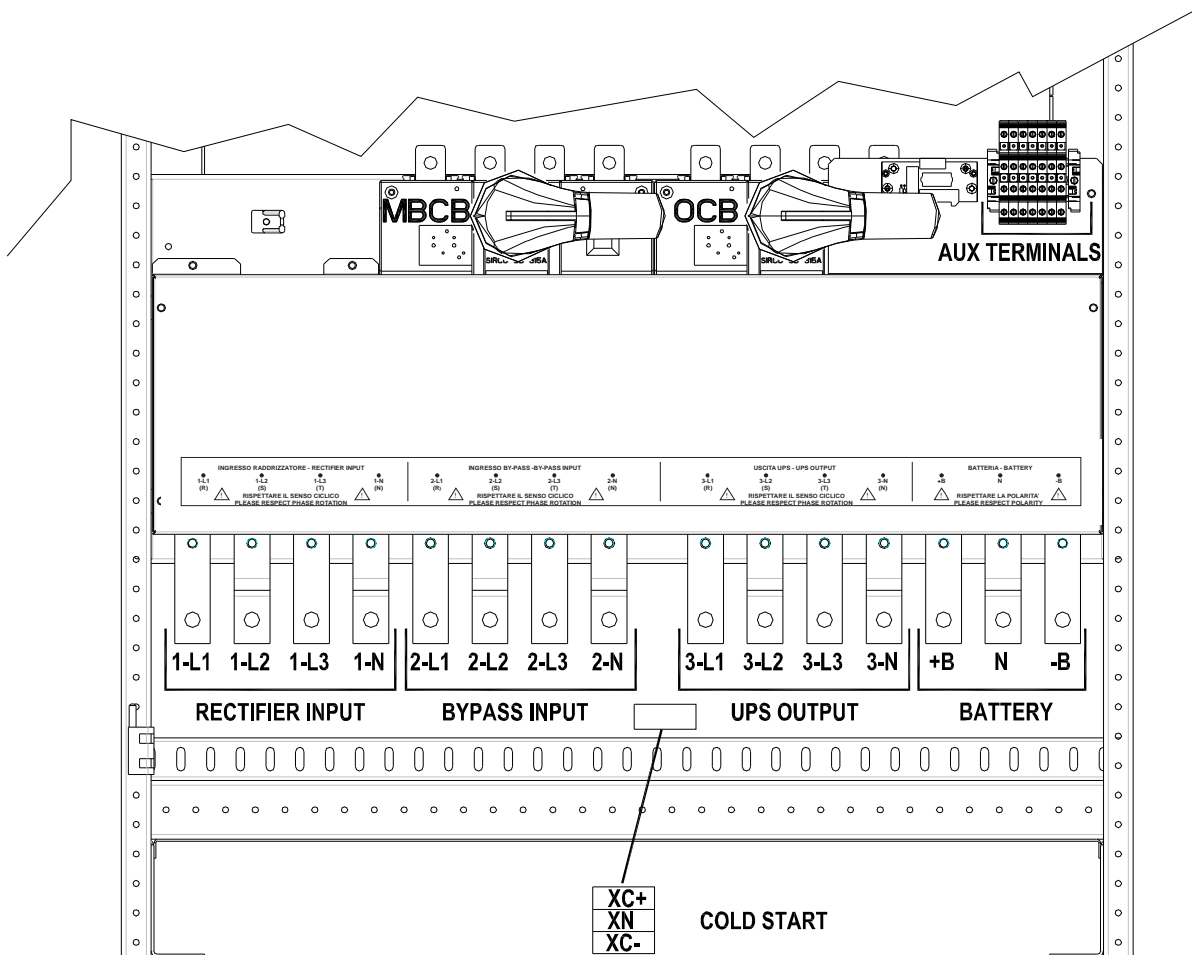 MBCB
OCB
SIRCO
315A
SIRCO
315A
AUX TERMINALS
INGRESSO RADDRIZZATORE - RECTIFIER INPUT
1-L1 1-L2 1-L3 1-N
(R) (S) (T) (N)
RISPETTARE IL SENSO CICLICO
PLEASE RESPECT PHASE ROTATION
INGRESSO BY-PASS -BY-PASS INPUT
2-L1 2-L2 2-L3 2-N
(R) (S) (T) (N)
RISPETTARE IL SENSO CICLICO
PLEASE RESPECT PHASE ROTATION
USCITA UPS - UPS OUTPUT
3-L1 3-L2 3-L3 3-N
(R) (S) (T) (N)
RISPETTARE IL SENSO CICLICO
PLEASE RESPECT PHASE ROTATION
BATTERIA - BATTERY
+B N -B
RISPETTARE LA POLARITA'
PLEASE RESPECT POLARITY
1-L1 1-L2 1-L3 1-N 2-L1 2-L2 2-L3 2-N 3-L1 3-L2 3-L3 3-N +B N -B
RECTIFIER INPUT BYPASS INPUT UPS OUTPUT BATTERY
XC+
XN
XC-
COLD START